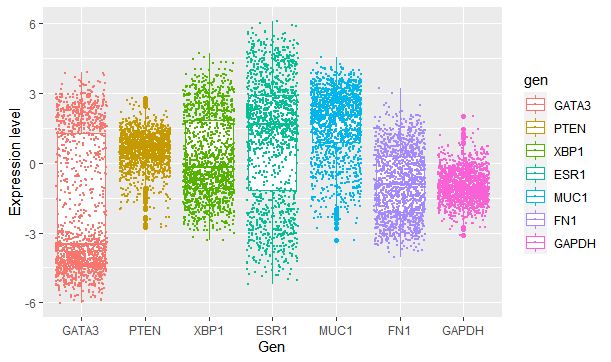 Expression level
6
3
0
-3
-6
GATA3 PTEN XBP1 ESR1 MUC1 FN1 GAPDH
Gen
gen
GATA3
PTEN
XBP1
ESR1
MUC1
FN1
GAPDH